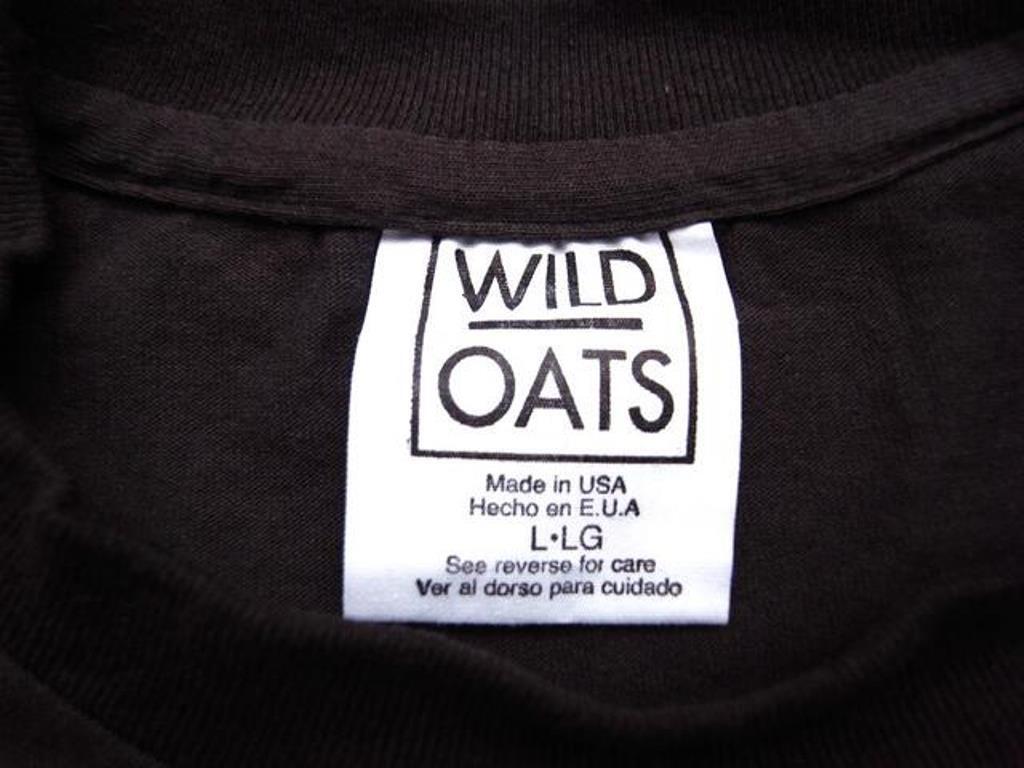 WILD
OATS
Made in USA
Hecho en E.U.A
L•LG
See reverse for care
Ver al dorso para cuidado